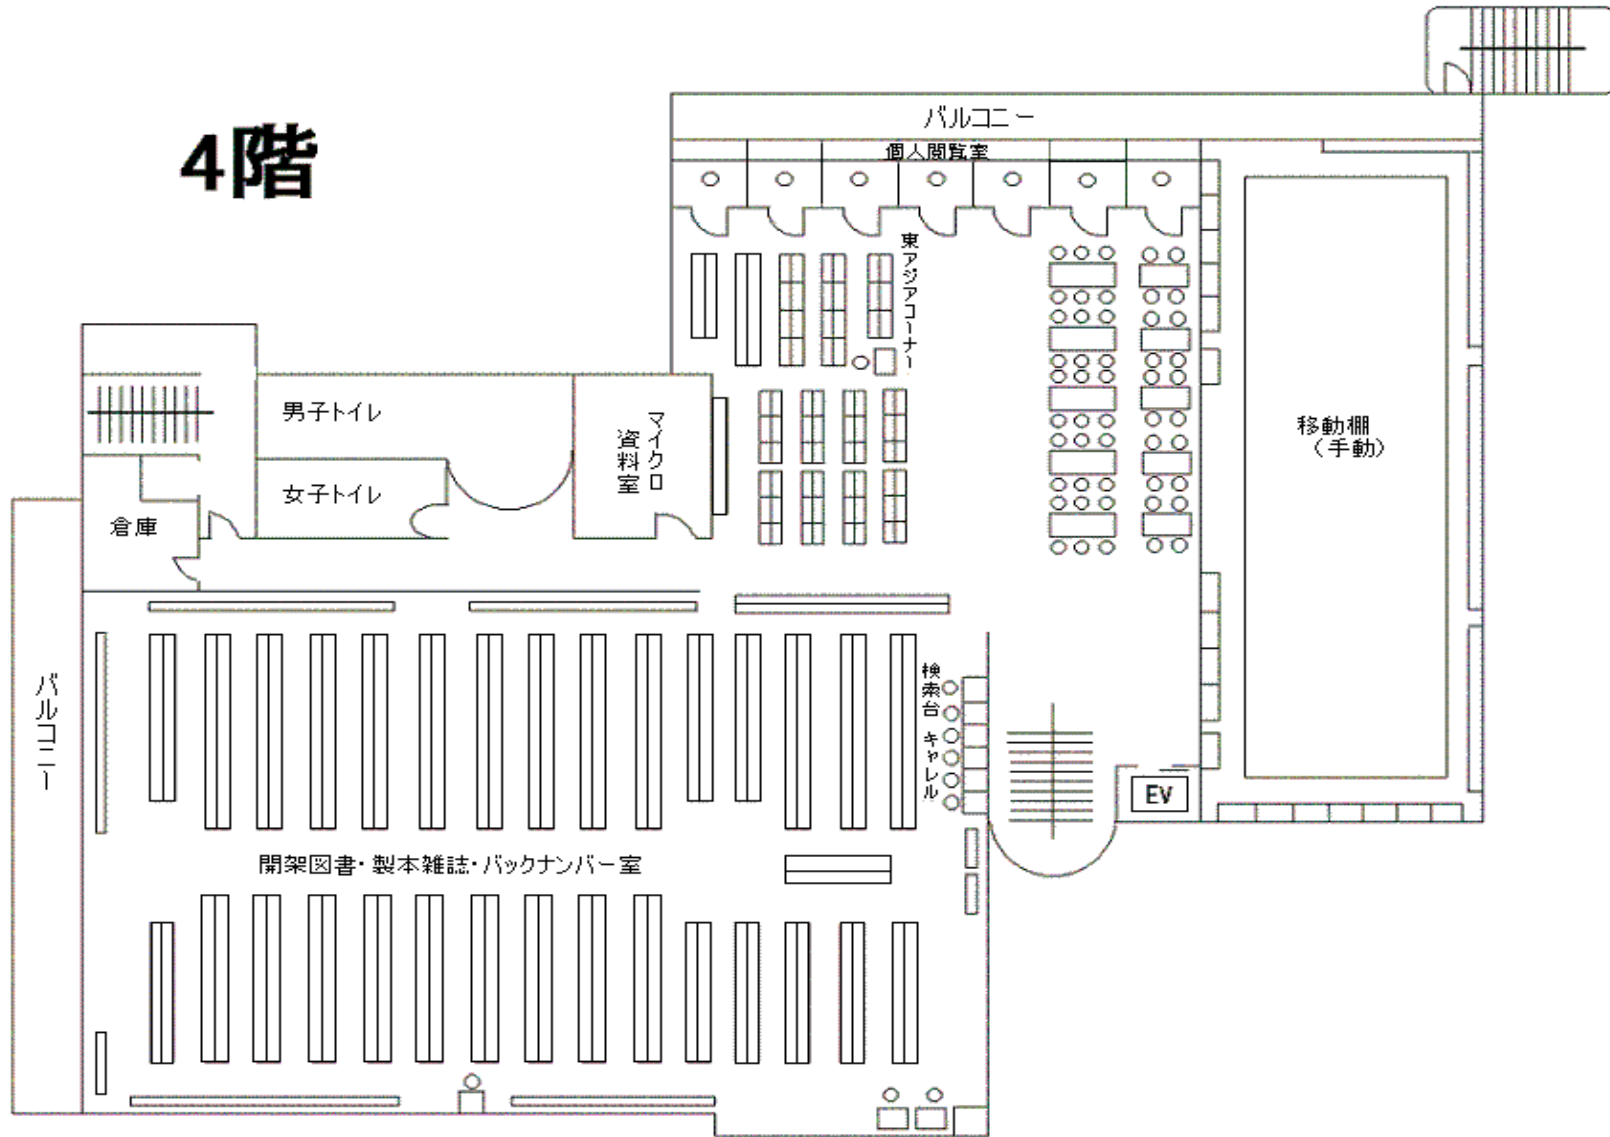 4階
バルコニー
個人閲覧室
東アジアコーナー
男子トイレ
マイクロ
資料室
移動棚
（手動）
女子トイレ
倉庫
バルコニー
検索台
キャレル
EV
開架図書・製本雑誌・バックナンバー室